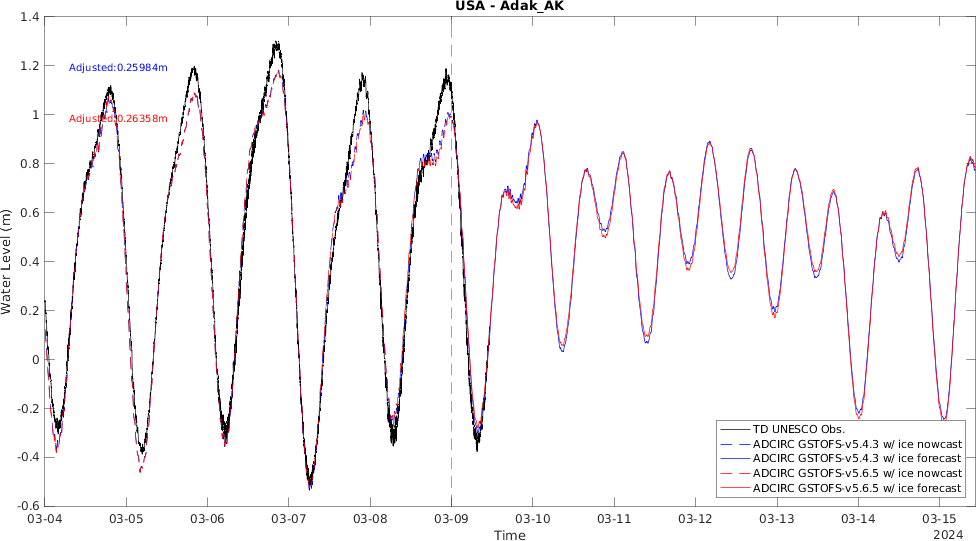 USA - Adak_AK
1.4
1.2
1
0.8
0.6
0.4
0.2
0
-0.2
-0.4
-0.6
Water Level (m)
Adjusted:0.25984m
Adjusted:0.26358m
TD UNESCO Obs.
ADCIRC GSTOFS-v5.4.3 w/ ice nowcast
ADCIRC GSTOFS-v5.4.3 w/ ice forecast
ADCIRC GSTOFS-v5.6.5 w/ ice nowcast
ADCIRC GSTOFS-v5.6.5 w/ ice forecast
03-04 03-05 03-06 03-07 03-08 03-09 03-10 03-11 03-12 03-13 03-14 03-15
Time
2024